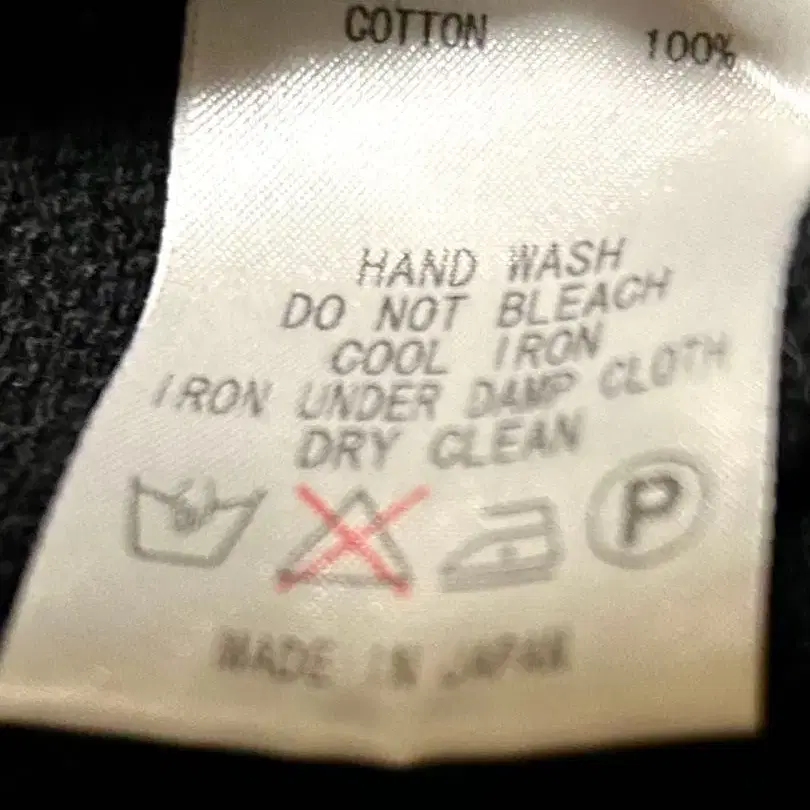 COTTON 100%
HAND WASH
DO NOT BLEACH
COOL IRON
IRON UNDER DAMP CLOTH
DRY CLEAN
P
MADE IN JAPAN